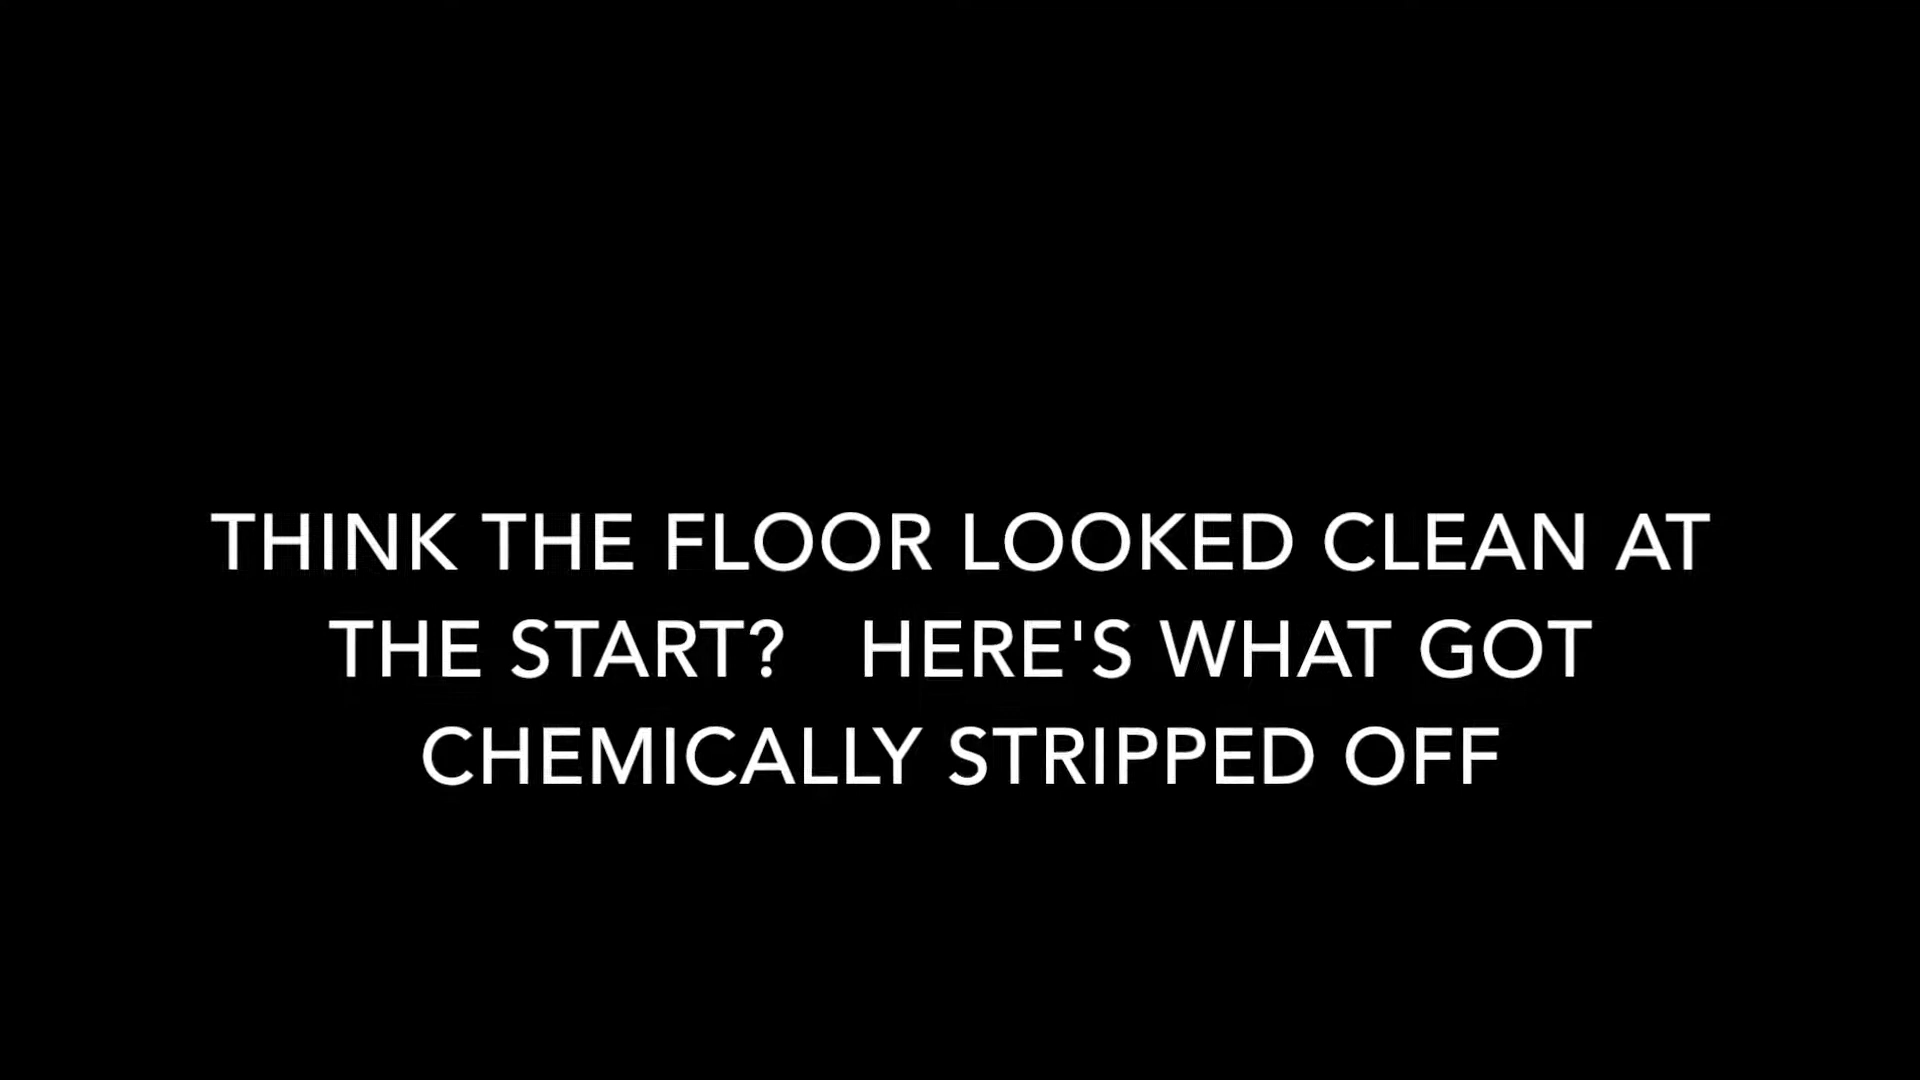 THINK THE FLOOR LOOKED CLEAN AT
THE START?   HERE'S WHAT GOT
CHEMICALLY STRIPPED OFF